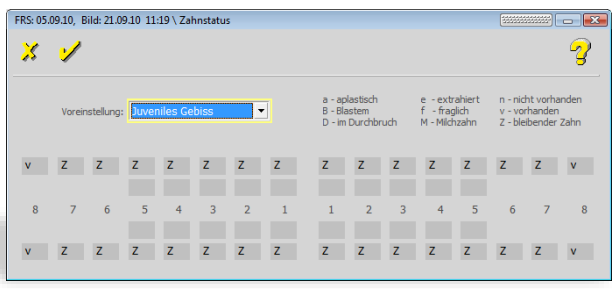 FRS: 05.09.10, Bild: 21.09.10 11:19 \ Zahnstatus
Voreinstellung: Juveniles Gebiss
a - aplastisch e - extrahiert n - nicht vorhanden
B - Blastem f - fraglich v - vorhanden
D - im Durchbruch M - Milchzahn Z - bleibender Zahn
v Z Z Z Z Z Z Z Z Z Z Z Z Z Z v
8 7 6 5 4 3 2 1 1 2 3 4 5 6 7 8
v Z Z Z Z Z Z Z Z Z Z Z Z Z Z v